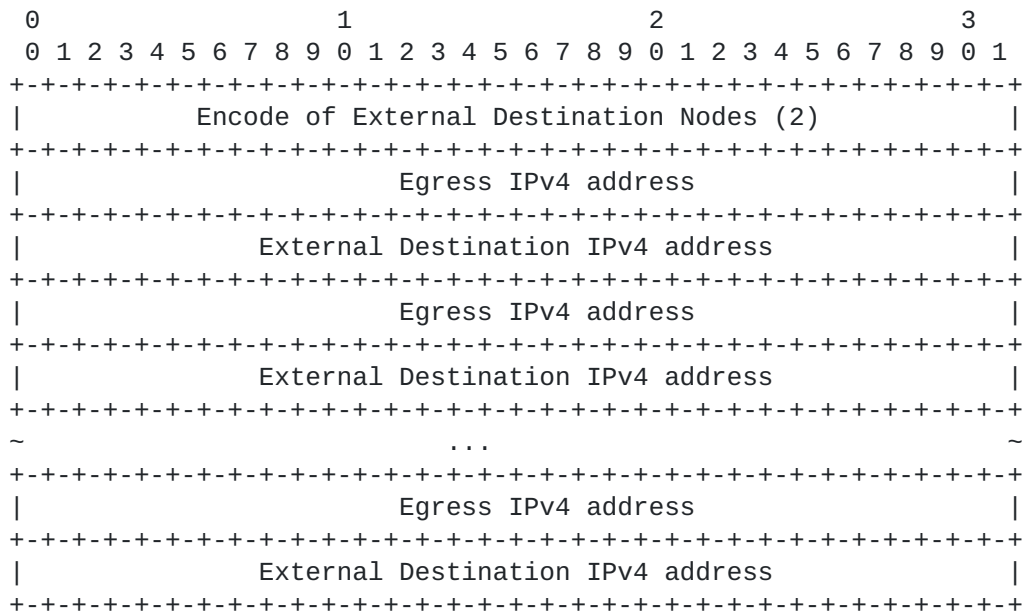 0                   1                   2                   3
 0 1 2 3 4 5 6 7 8 9 0 1 2 3 4 5 6 7 8 9 0 1 2 3 4 5 6 7 8 9 0 1
+-+-+-+-+-+-+-+-+-+-+-+-+-+-+-+-+-+-+-+-+-+-+-+-+-+-+-+-+-+-+-+-+
|           Encode of External Destination Nodes (2)            |
+-+-+-+-+-+-+-+-+-+-+-+-+-+-+-+-+-+-+-+-+-+-+-+-+-+-+-+-+-+-+-+-+
|                        Egress IPv4 address                    |
+-+-+-+-+-+-+-+-+-+-+-+-+-+-+-+-+-+-+-+-+-+-+-+-+-+-+-+-+-+-+-+-+
|               External Destination IPv4 address               |
+-+-+-+-+-+-+-+-+-+-+-+-+-+-+-+-+-+-+-+-+-+-+-+-+-+-+-+-+-+-+-+-+
|                        Egress IPv4 address                    |
+-+-+-+-+-+-+-+-+-+-+-+-+-+-+-+-+-+-+-+-+-+-+-+-+-+-+-+-+-+-+-+-+
|               External Destination IPv4 address               |
+-+-+-+-+-+-+-+-+-+-+-+-+-+-+-+-+-+-+-+-+-+-+-+-+-+-+-+-+-+-+-+-+
~                           ...                                 ~
+-+-+-+-+-+-+-+-+-+-+-+-+-+-+-+-+-+-+-+-+-+-+-+-+-+-+-+-+-+-+-+-+
|                        Egress IPv4 address                    |
+-+-+-+-+-+-+-+-+-+-+-+-+-+-+-+-+-+-+-+-+-+-+-+-+-+-+-+-+-+-+-+-+
|               External Destination IPv4 address               |
+-+-+-+-+-+-+-+-+-+-+-+-+-+-+-+-+-+-+-+-+-+-+-+-+-+-+-+-+-+-+-+-+